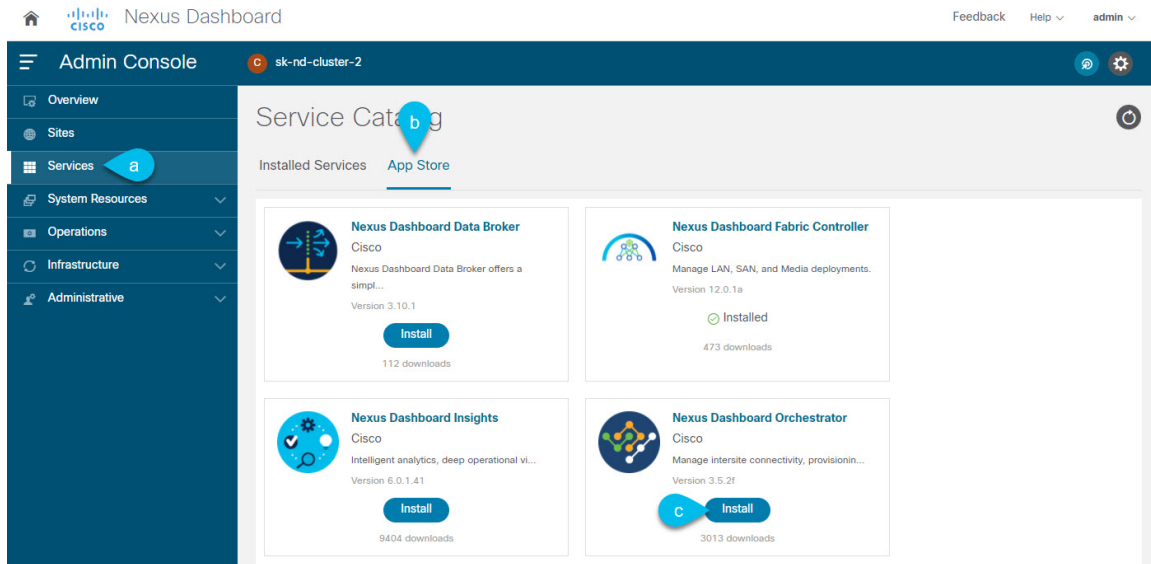 CISCO Nexus Dashboard
Feedback Help admin
Admin Console
C sk-nd-cluster-2
Overview
Sites
Services a
System Resources
Operations
Infrastructure
Administrative
Service Catalog
b
Installed Services App Store
Nexus Dashboard Data Broker
Cisco
Nexus Dashboard Data Broker offers a
simpl...
Version 3.10.1
Install
112 downloads
Nexus Dashboard Fabric Controller
Cisco
Manage LAN, SAN, and Media deployments.
Version 12.0.1a
Installed
473 downloads
Nexus Dashboard Insights
Cisco
Intelligent analytics, deep operational vi...
Version 6.0.1.41
Install
9404 downloads
Nexus Dashboard Orchestrator
Cisco
Manage intersite connectivity, provisionin...
Version 3.5.2f
c Install
3013 downloads